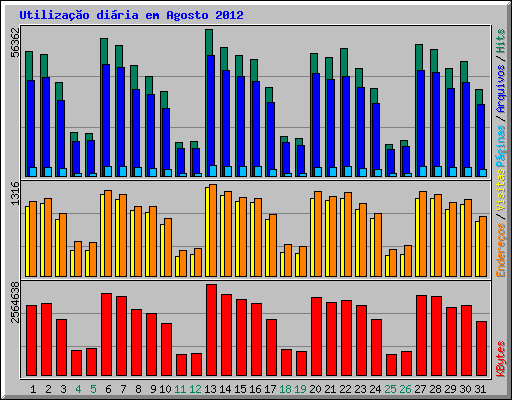 Utilização diária em Agosto 2012
56362
1316
2564638
Endereços / Visitas Páginas / Arquivos / Hits
KBytes
1 2 3 4 5 6 7 8 9 10 11 12 13 14 15 16 17 18 19 20 21 22 23 24 25 26 27 28 29 30 31